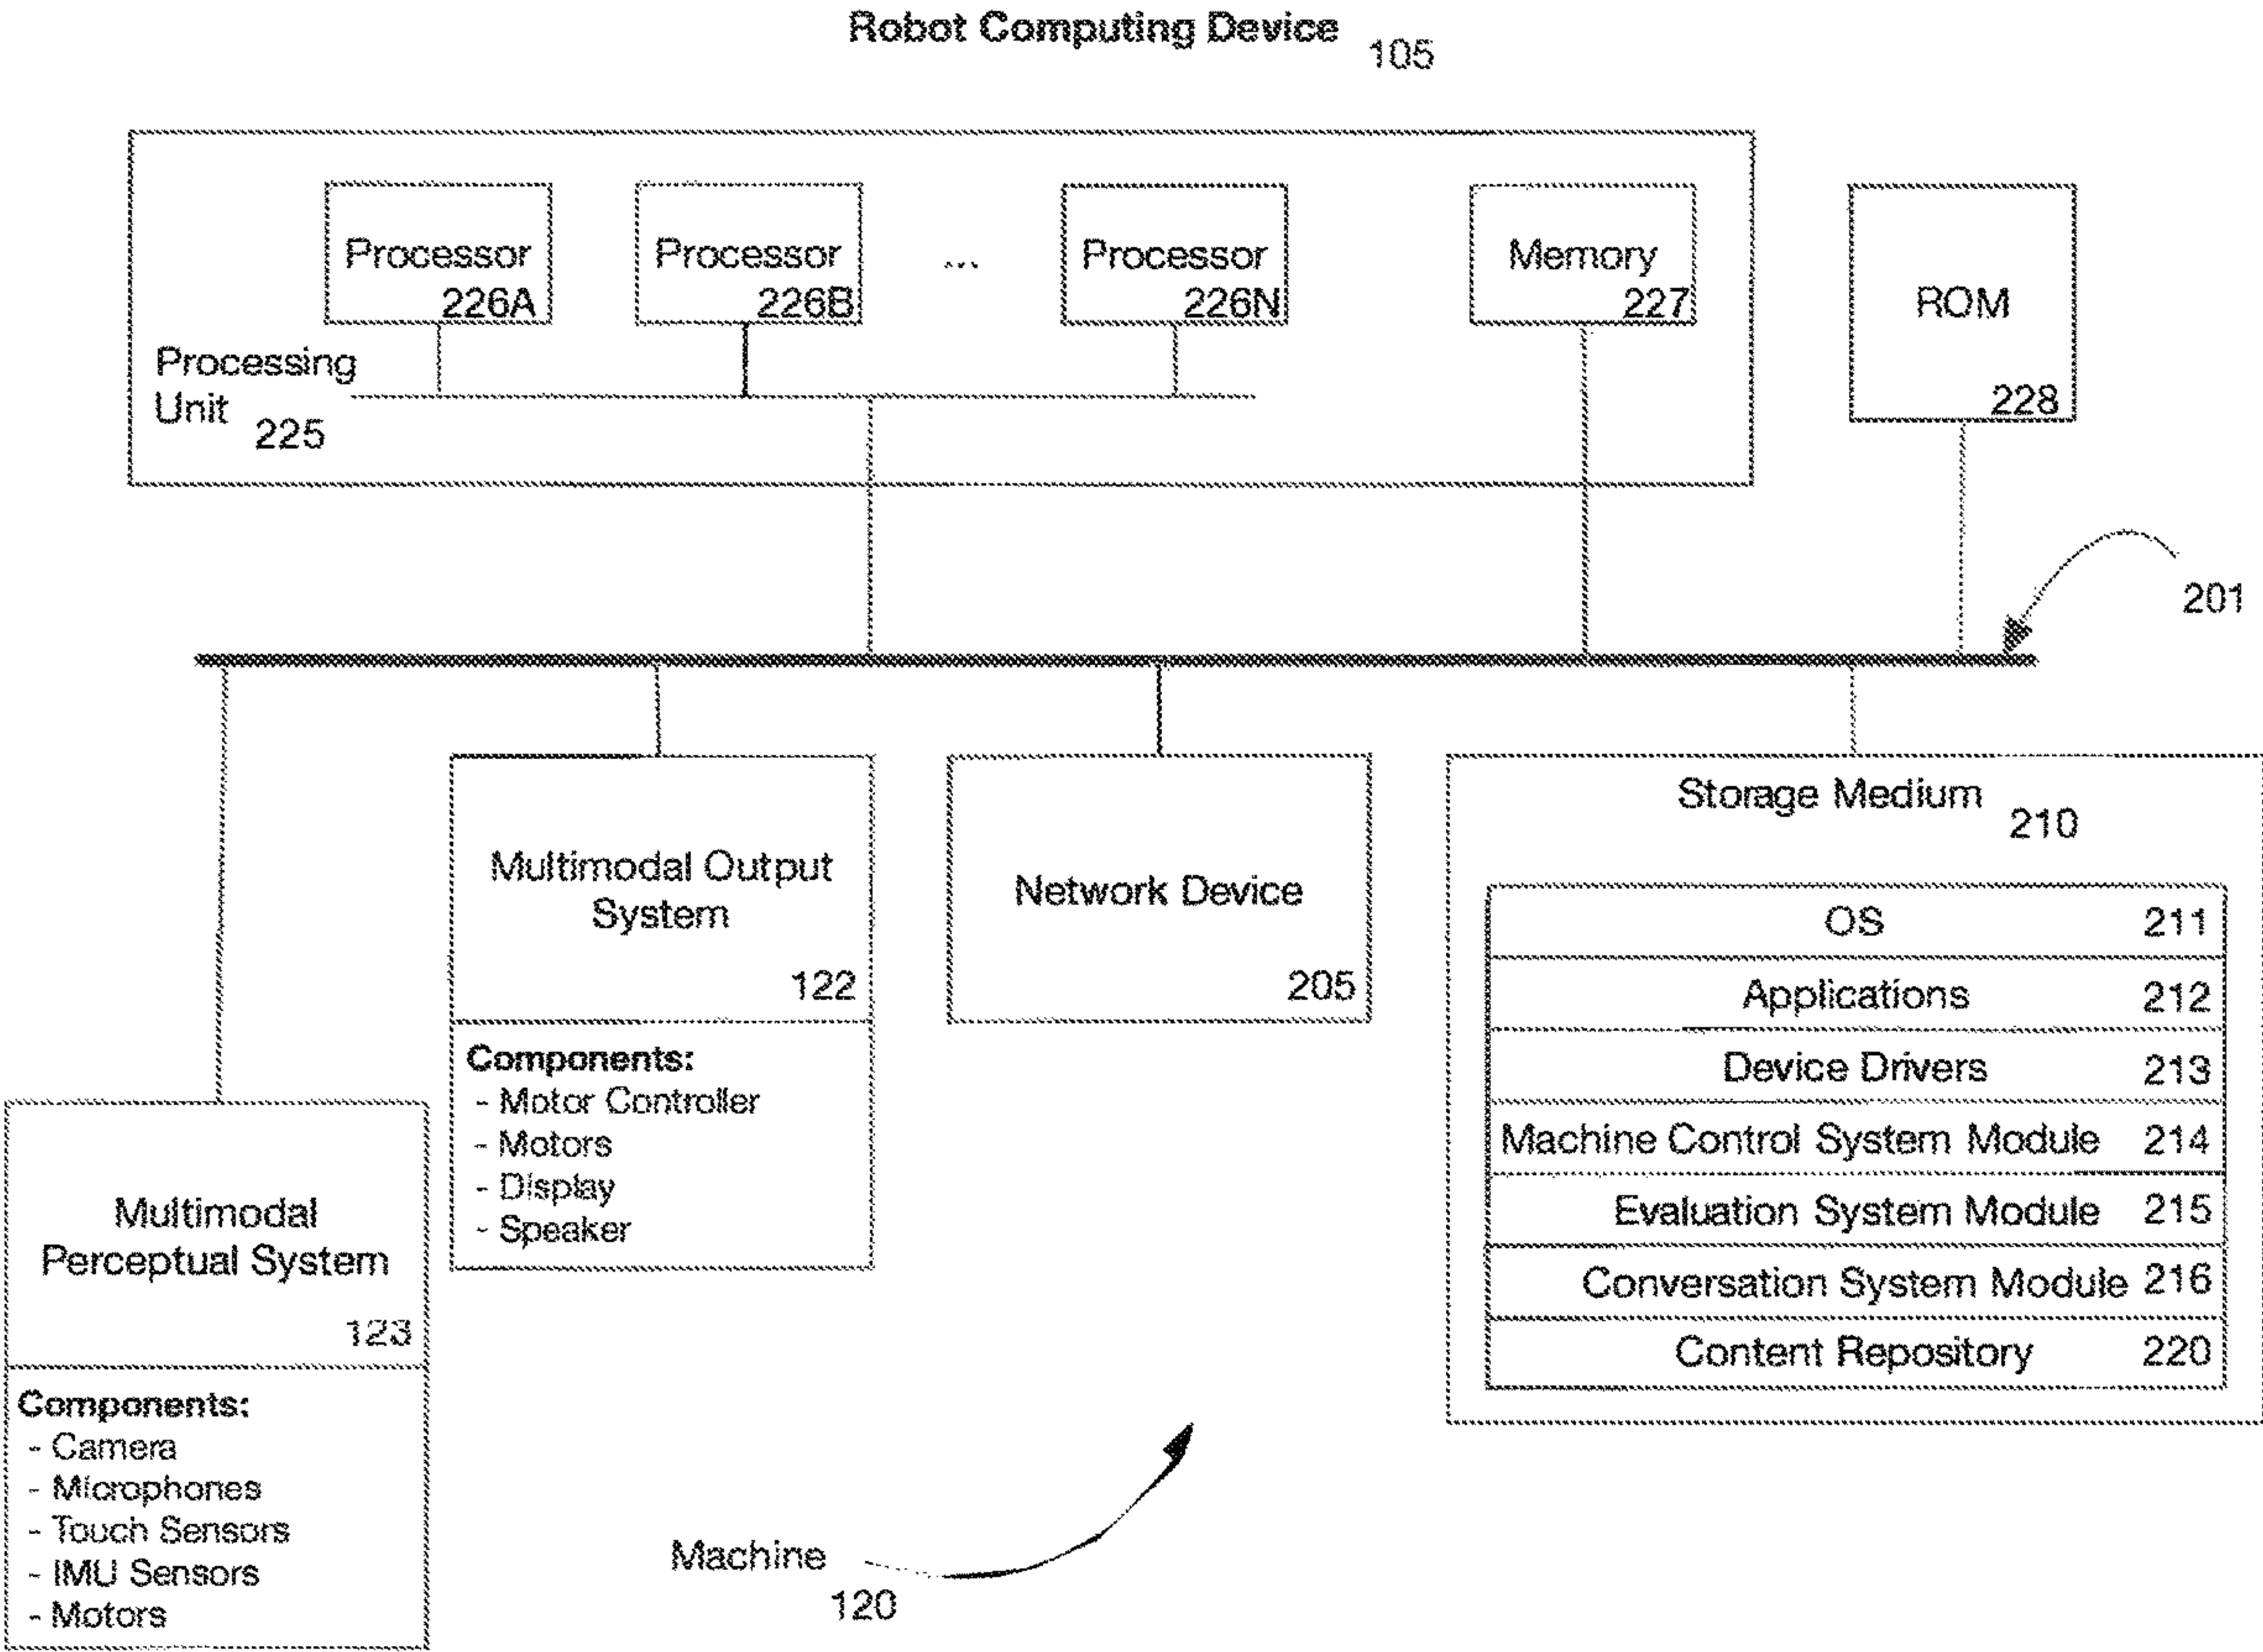 Robot Computing Device
105
Processor
226A
Processor
226B
...
Processor
226N
Memory
227
ROM
228
Processing
Unit
225
201
Multimodal Output
System
122
Components:
- Motor Controller
- Motors
- Display
- Speaker
Network Device
205
Storage Medium
210
OS 211
Applications 212
Device Drivers 213
Machine Control System Module 214
Evaluation System Module 215
Conversation System Module 216
Content Repository 220
Multimodal
Perceptual System
123
Components:
- Camera
- Microphones
- Touch Sensors
- IMU Sensors
- Motors
Machine
120